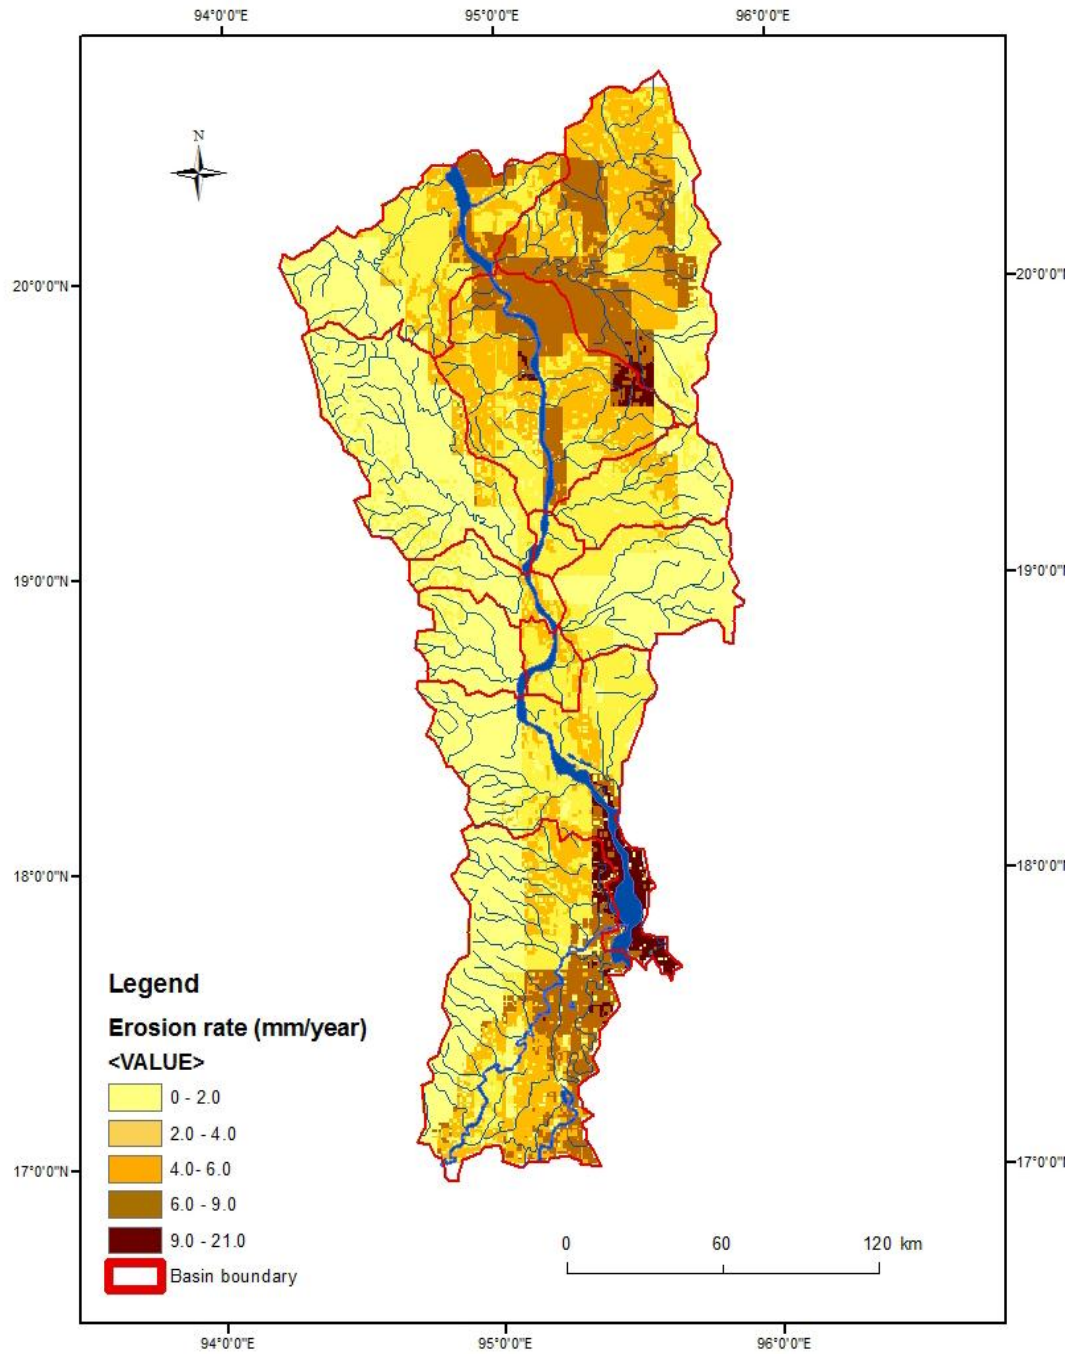 94°0'0"E 95°0'0"E 96°0'0"E
N
20°0'0"N 20°0'0"N
19°0'0"N 19°0'0"N
18°0'0"N 18°0'0"N
Legend
Erosion rate (mm/year)
<VALUE>
0 - 2.0
2.0 - 4.0
4.0- 6.0
17°0'0"N 17°0'0"N
6.0 - 9.0
9.0 - 21.0
0 60 120 km
Basin boundary
94°0'0"E 95°0'0"E 96°0'0"E